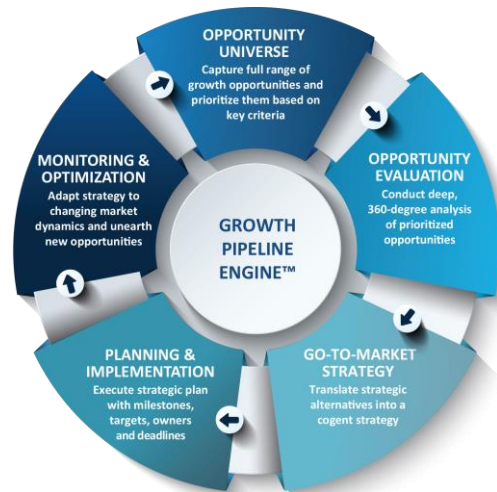 OPPORTUNITY
UNIVERSE
Capture full range of
growth opportunities and
prioritize them based on
key criteria
OPPORTUNITY
EVALUATION
Conduct deep,
360-degree analysis
of prioritized
opportunities
GO-TO-MARKET
STRATEGY
Translate strategic
alternatives into a
cogent strategy
PLANNING &
IMPLEMENTATION
Execute strategic plan
with milestones,
targets, owners
and deadlines
MONITORING &
OPTIMIZATION
Adapt strategy to
changing market
dynamics and unearth
new opportunities
GROWTH
PIPELINE
ENGINE™